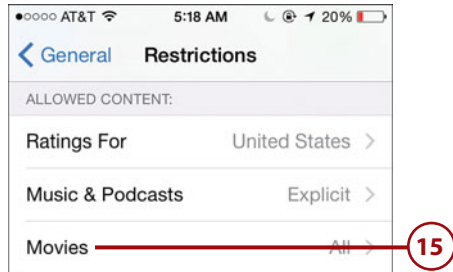 AT&T 5:18 AM 20%
General Restrictions
ALLOWED CONTENT:
Ratings For United States
Music & Podcasts Explicit
Movies All 15